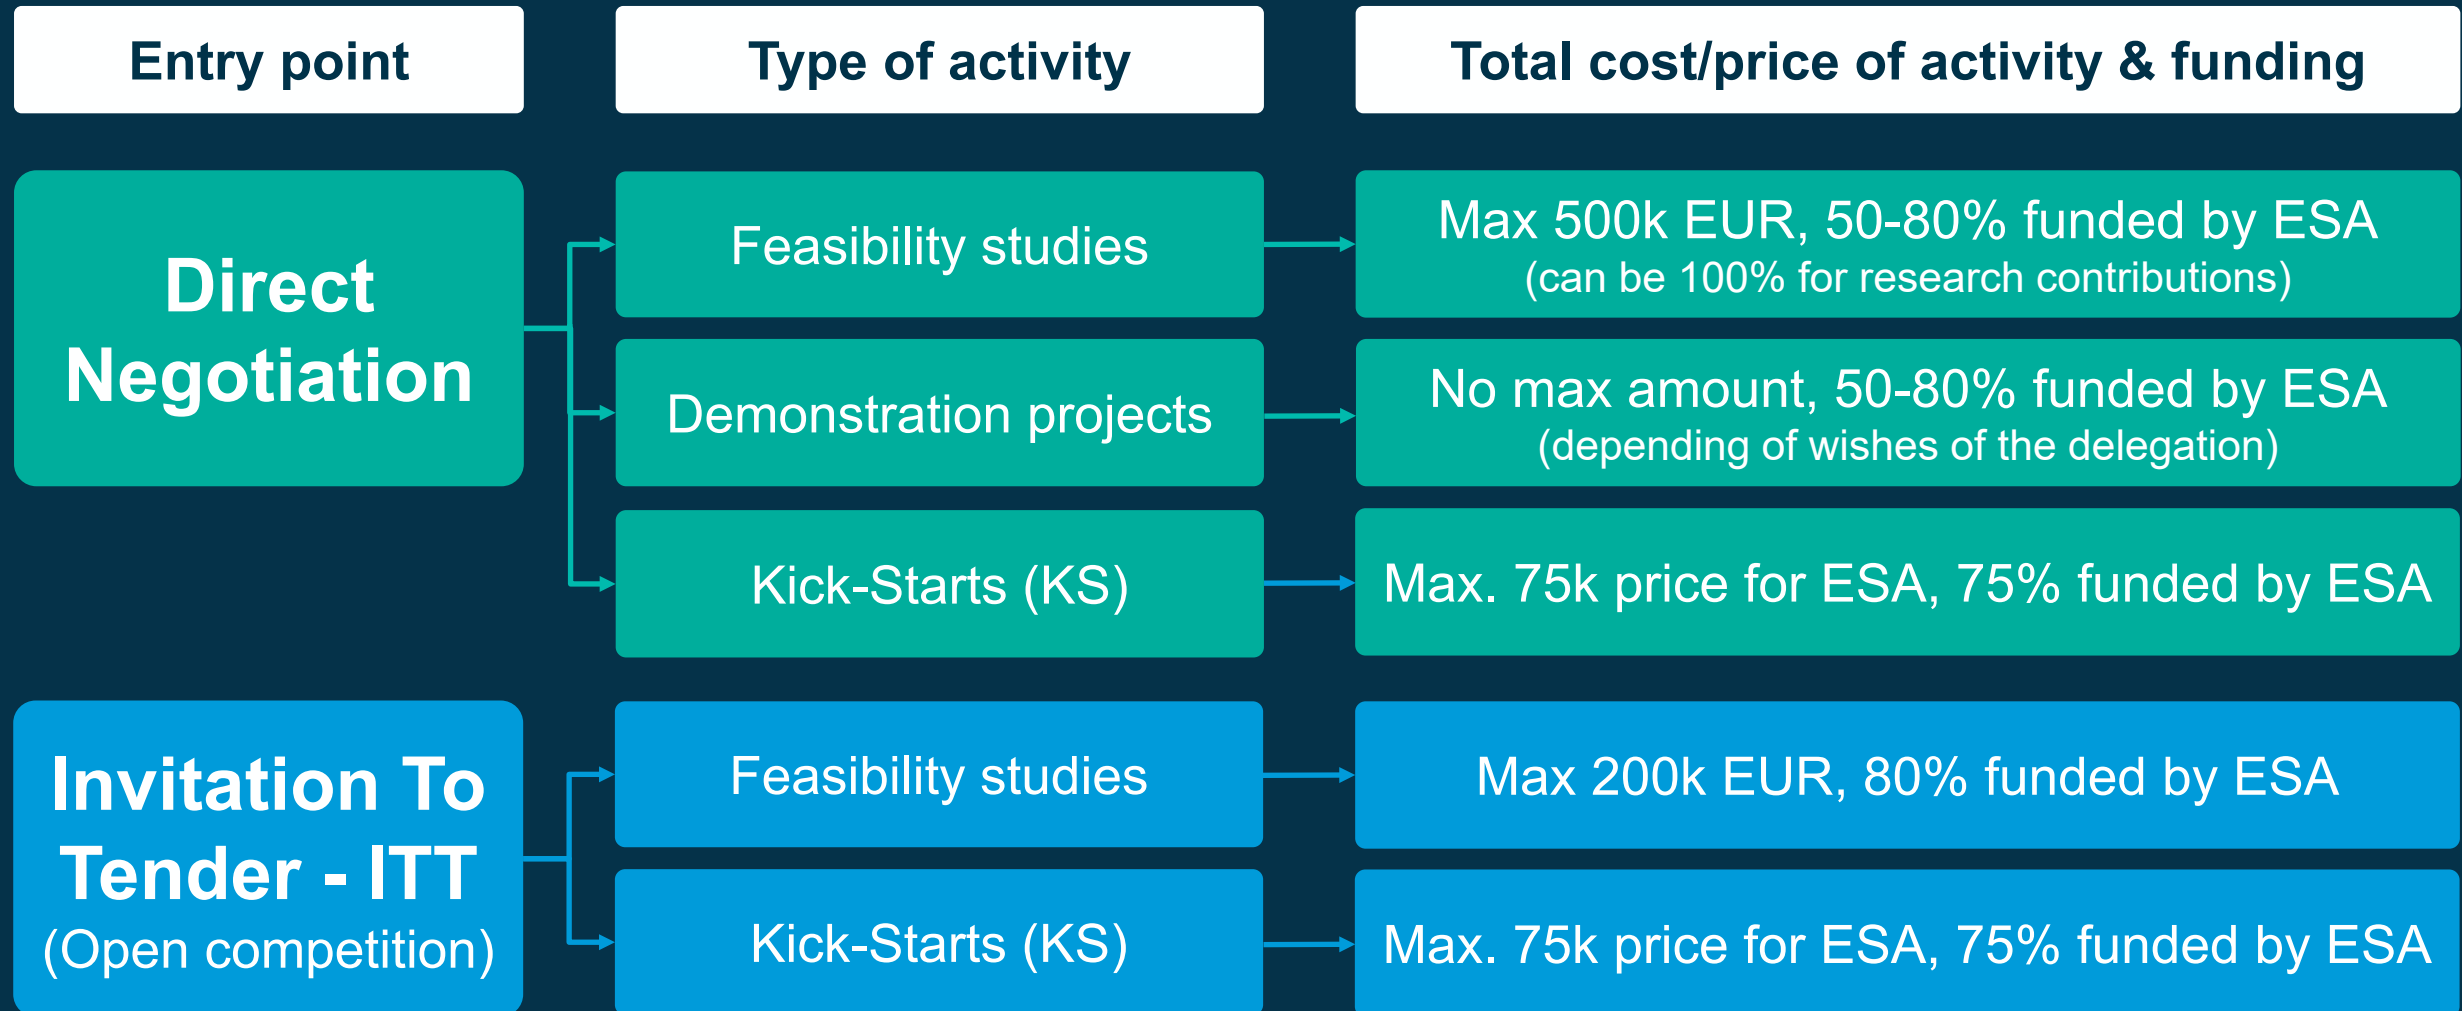 Entry point
Type of activity
Total cost/price of activity & funding
Direct
Negotiation
Feasibility studies
Max 500k EUR, 50-80% funded by ESA
(can be 100% for research contributions)
Demonstration projects
No max amount, 50-80% funded by ESA
(depending of wishes of the delegation)
Kick-Starts (KS)
Max. 75k price for ESA, 75% funded by ESA
Invitation To
Tender - ITT
(Open competition)
Feasibility studies
Max 200k EUR, 80% funded by ESA
Kick-Starts (KS)
Max. 75k price for ESA, 75% funded by ESA